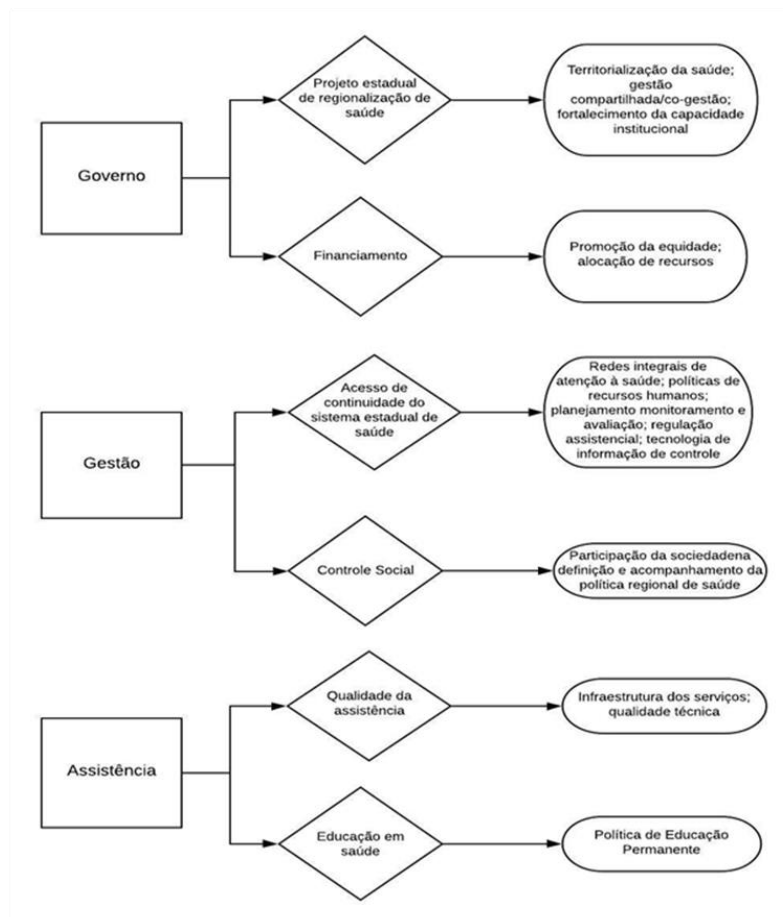 Governo
Projeto estadual
de regionalização de
saúde
Territorialização da saúde;
gestão
compartilhada/co-gestão;
fortalecimento da capacidade
institucional
Financiamento
Promoção da equidade;
alocação de recursos
Gestão
Acesso de
continuidade do
sistema estadual de
saúde
Redes integrais de
atenção à saúde; políticas de
recursos humanos;
planejamento monitoramento e
avaliação; regulação
assistencial; tecnologia de
informação de controle
Controle Social
Participação da sociedadena
definição e acompanhamento da
política regional de saúde
Assistência
Qualidade da
assistência
Infraestrutura dos serviços;
qualidade técnica
Educação em
saúde
Política de Educação
Permanente